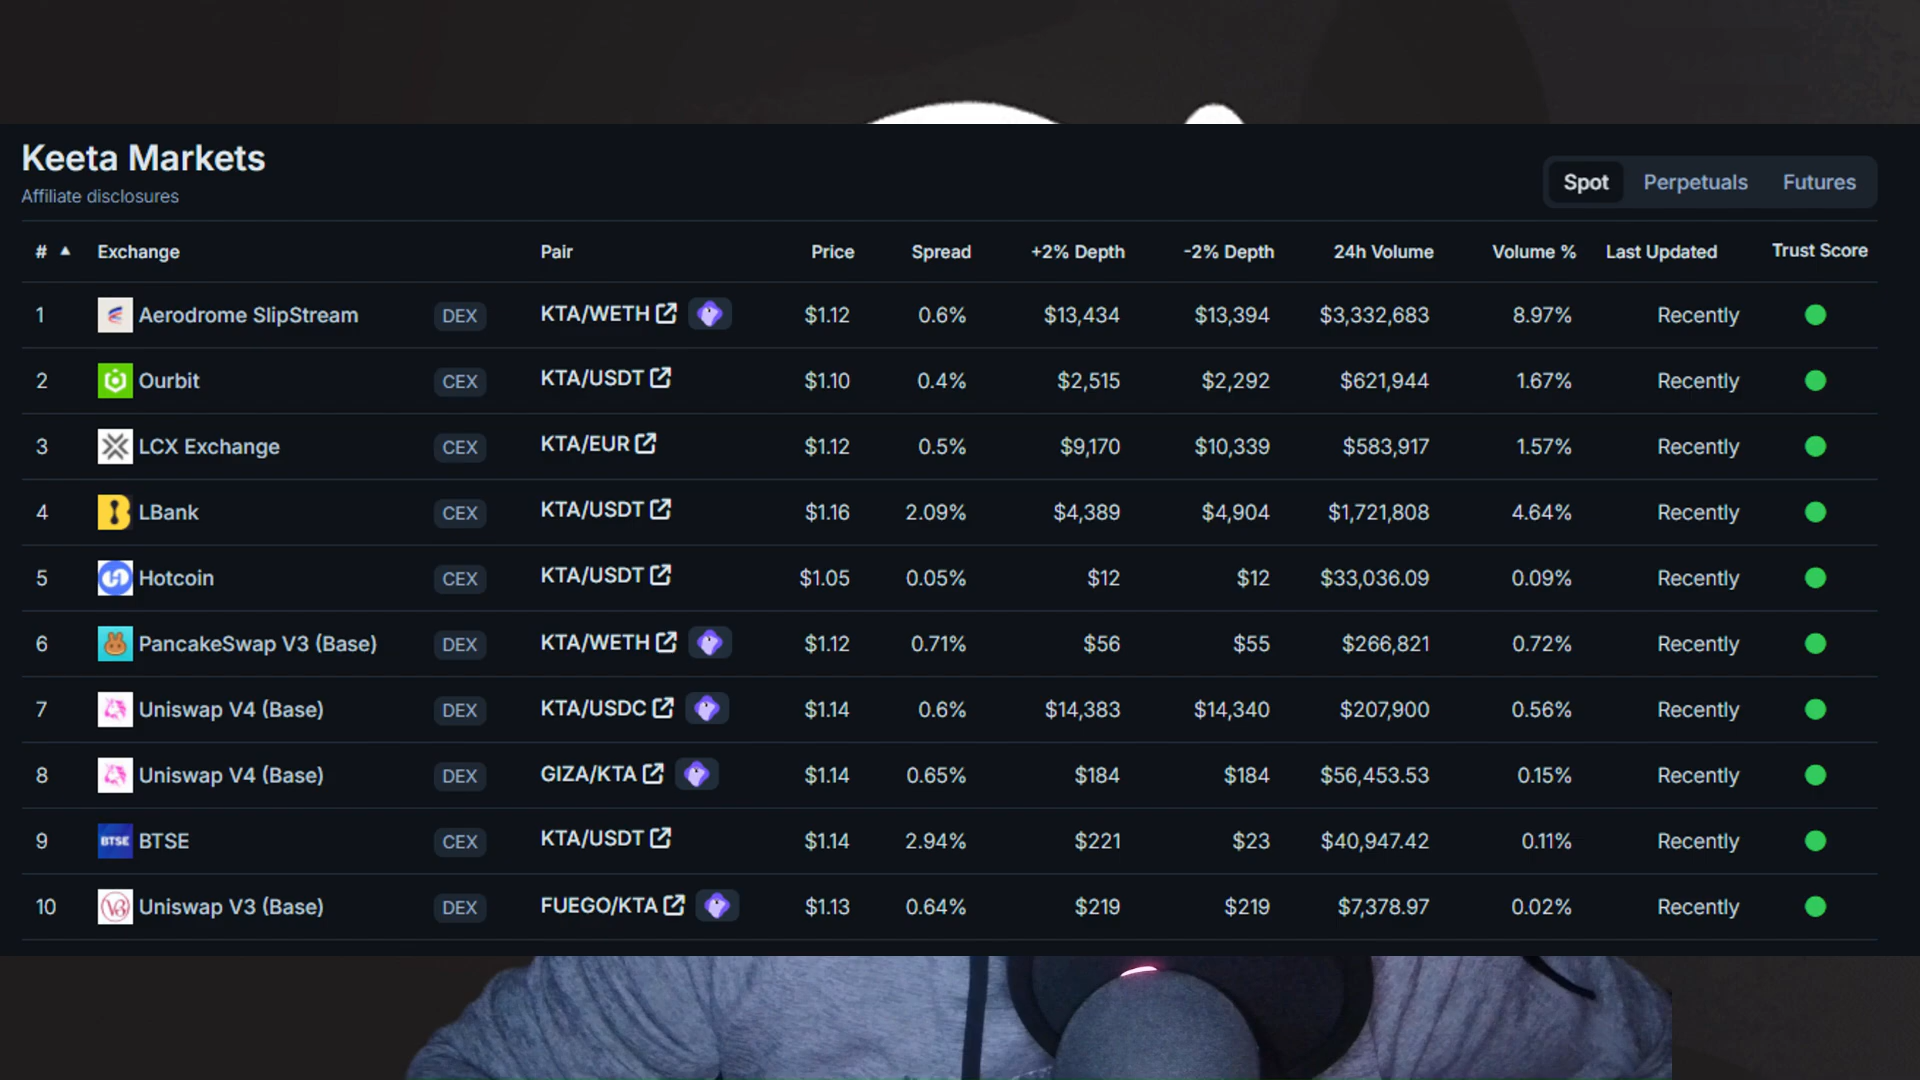 Keeta Markets
Affiliate disclosures
Spot Perpetuals Futures
# Exchange Pair Price Spread +2% Depth -2% Depth 24h Volume Volume % Last Updated Trust Score
1 Aerodrome SlipStream DEX KTA/WETH $1.12 0.6% $13,434 $13,394 $3,332,683 8.97% Recently
2 Ourbit CEX KTA/USDT $1.10 0.4% $2,515 $2,292 $621,944 1.67% Recently
3 LCX Exchange CEX KTA/EUR $1.12 0.5% $9,170 $10,339 $583,917 1.57% Recently
4 LBank CEX KTA/USDT $1.16 2.09% $4,389 $4,904 $1,721,808 4.64% Recently
5 Hotcoin CEX KTA/USDT $1.05 0.05% $12 $12 $33,036.09 0.09% Recently
6 PancakeSwap V3 (Base) DEX KTA/WETH $1.12 0.71% $56 $55 $266,821 0.72% Recently
7 Uniswap V4 (Base) DEX KTA/USDC $1.14 0.6% $14,383 $14,340 $207,900 0.56% Recently
8 Uniswap V4 (Base) DEX GIZA/KTA $1.14 0.65% $184 $184 $56,453.53 0.15% Recently
9 BTSE BTSE CEX KTA/USDT $1.14 2.94% $221 $23 $40,947.42 0.11% Recently
10 V3 Uniswap V3 (Base) DEX FUEGO/KTA $1.13 0.64% $219 $219 $7,378.97 0.02% Recently